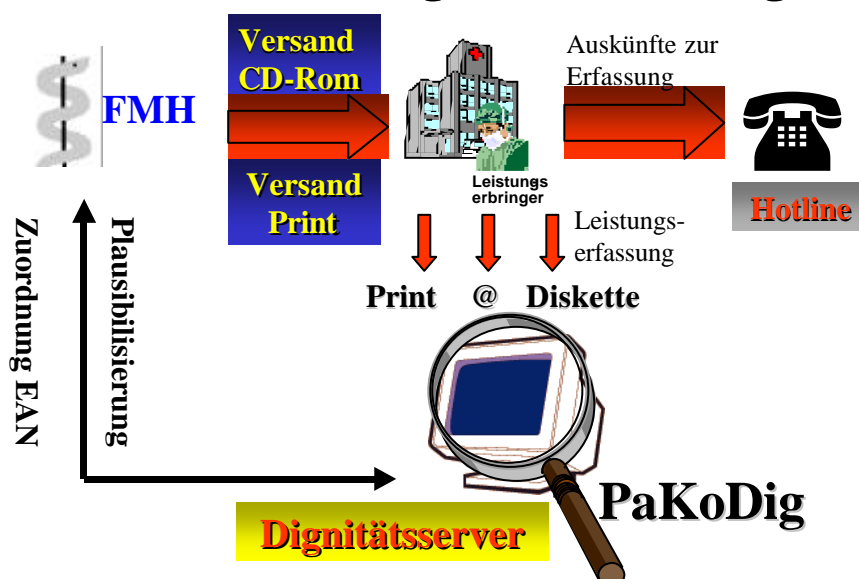 Versand
CD-Rom
FMH
Versand
Print
Leistungs
erbringer
Auskünfte zur
Erfassung
Hotline
Leistungs-
erfassung
Print @ Diskette
Zuordnung EAN
Plausibilisierung
PaKoDig
Dignitätsserver